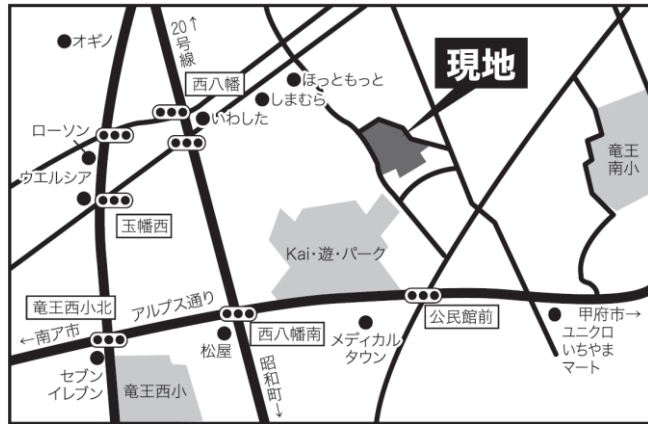 オギノ
20号線↑
西八幡
ほっともっと
しまむら
いわした
現地
ローソン
ウエルシア
玉幡西
竜王
南小
Kai・遊・パーク
竜王西小北
アルプス通り
←南ア市
松屋
西八幡南
メディカル
タウン
公民館前
甲府市→
ユニクロ
いちやま
マート
セブン
イレブン
竜王西小
昭和町↓